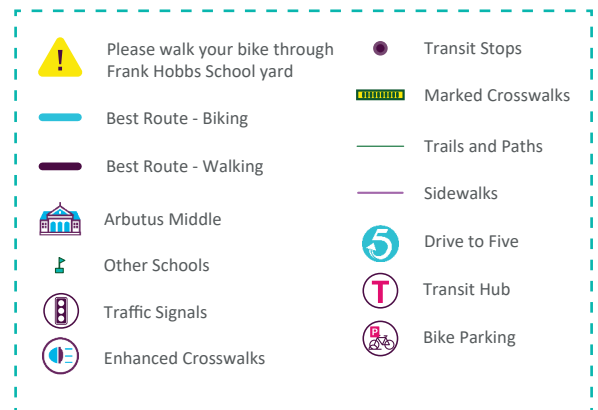 !
Please walk your bike through
Frank Hobbs School yard
Best Route - Biking
Best Route - Walking
Arbutus Middle
Other Schools
Traffic Signals
Enhanced Crosswalks
Transit Stops
Marked Crosswalks
Trails and Paths
Sidewalks
5
Drive to Five
T
Transit Hub
P
Bike Parking